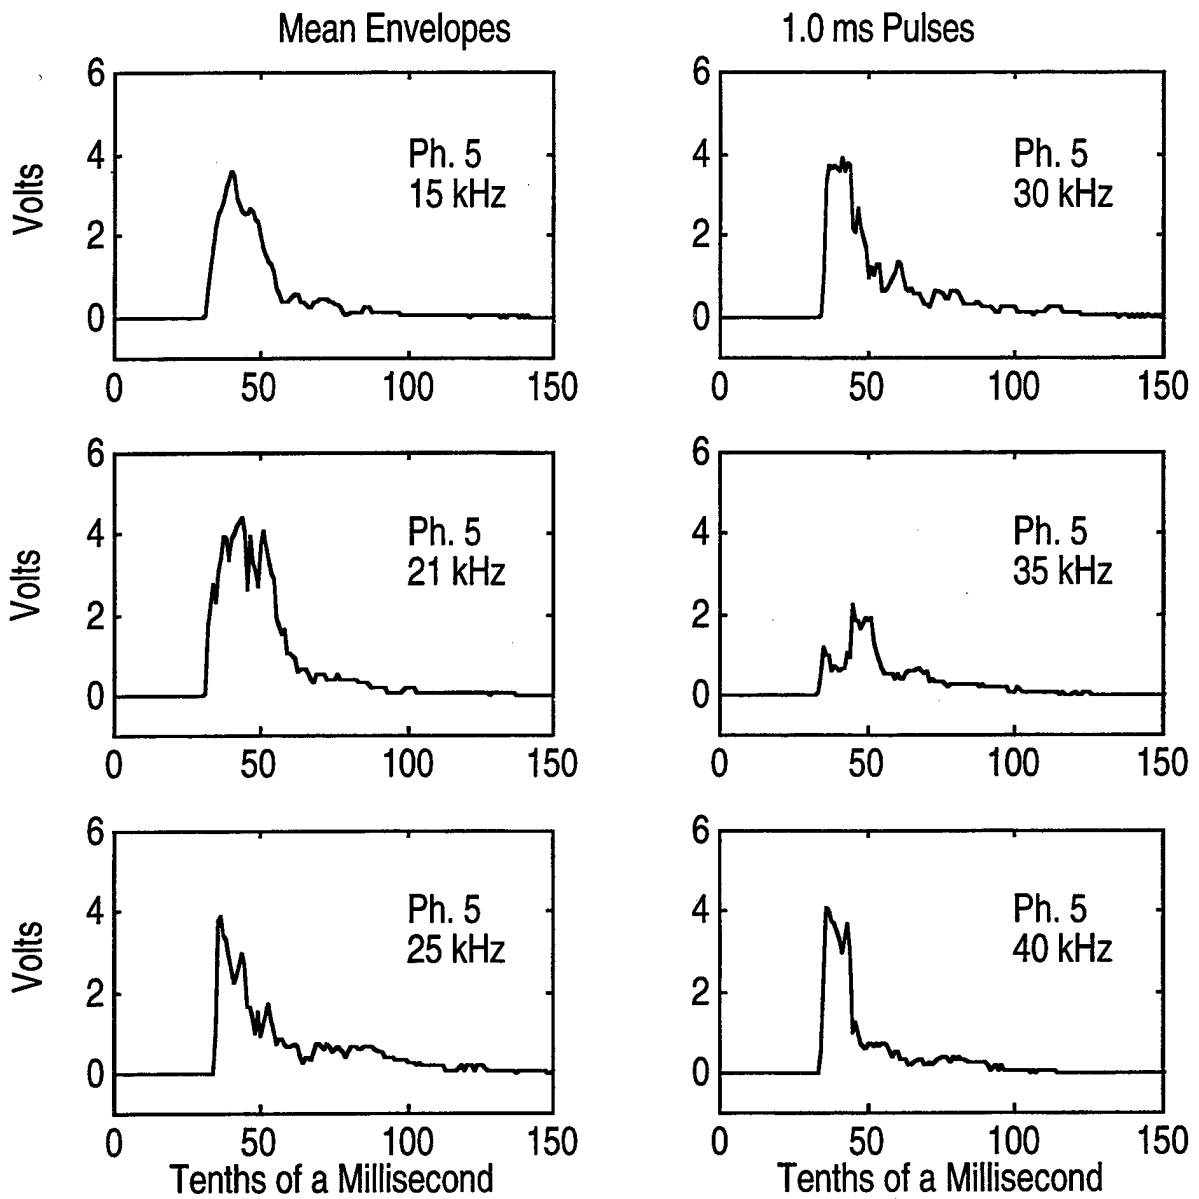 Mean Envelopes 1.0 ms Pulses
6
4
2
0
Volts
Ph. 5
15 kHz
0 50 100 150
6
4
2
0
Ph. 5
30 kHz
0 50 100 150
6
4
2
0
Volts
Ph. 5
21 kHz
0 50 100 150
6
4
2
0
Ph. 5
35 kHz
0 50 100 150
6
4
2
0
Volts
Ph. 5
25 kHz
0 50 100 150
Tenths of a Millisecond
6
4
2
0
Ph. 5
40 kHz
0 50 100 150
Tenths of a Millisecond